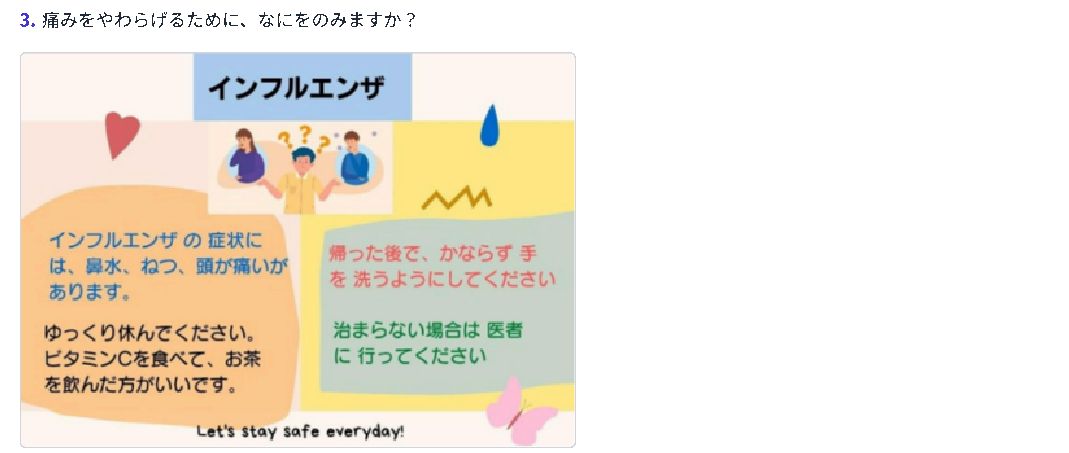 3. 痛みをやわらげるために、なにをのみますか？
インフルエンザ
? ? ?
インフルエンザ の 症状に
は、鼻水、ねつ、頭が痛いが
あります。
ゆっくり休んでください。
ビタミンCを食べて、お茶
を飲んだ方がいいです。
帰った後で、かならず 手
を 洗うようにしてください
治まらない場合は 医者
に 行ってください
Let's stay safe everyday!